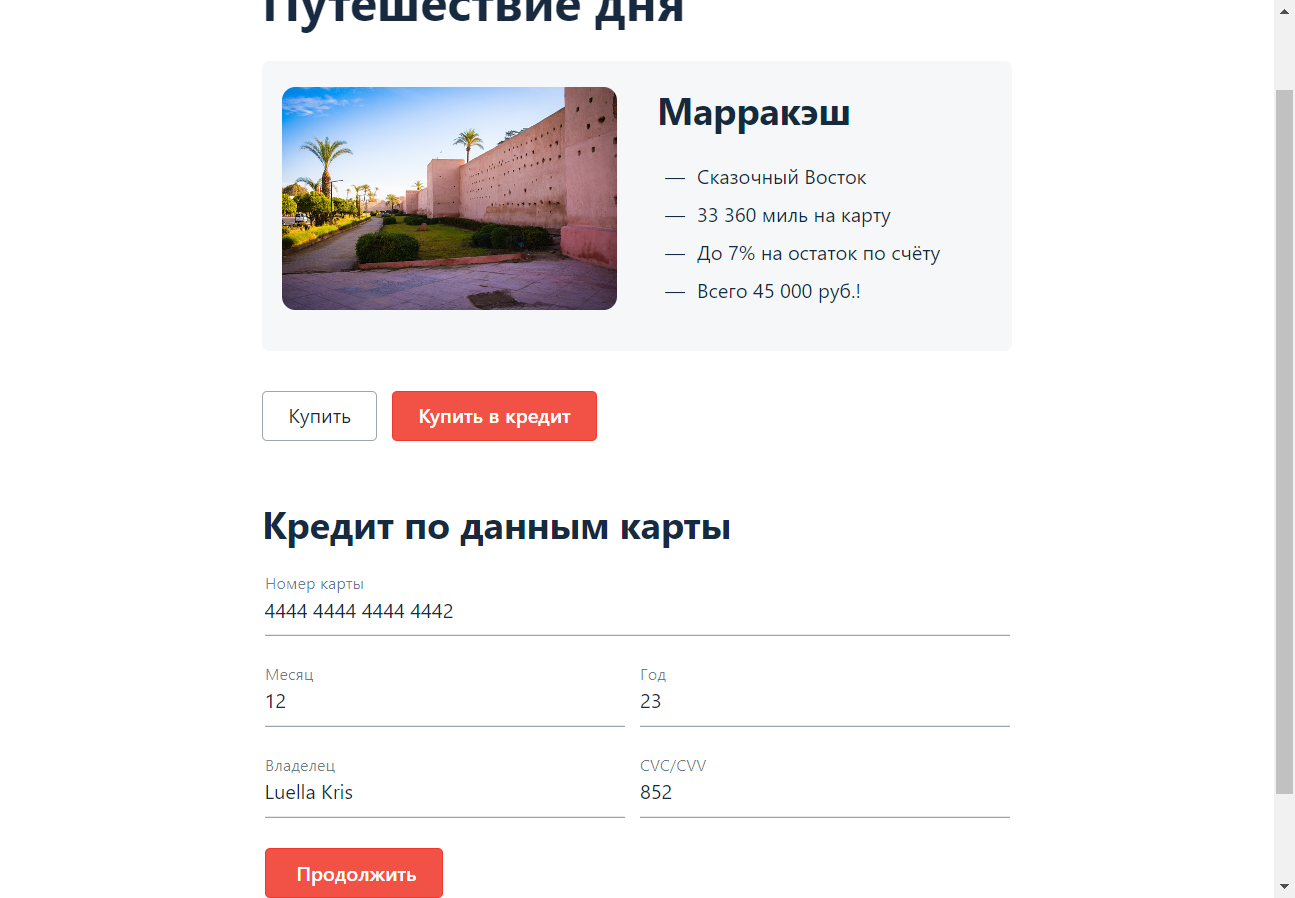 Путешествие дня
Марракэш
— Сказочный Восток
— 33 360 миль на карту
— До 7% на остаток по счёту
— Всего 45 000 руб.!
Купить
Купить в кредит
Кредит по данным карты
Номер карты
4444 4444 4444 4442
Месяц
Год
12
23
Владелец
CVC/CVV
Luella Kris
852
Продолжить